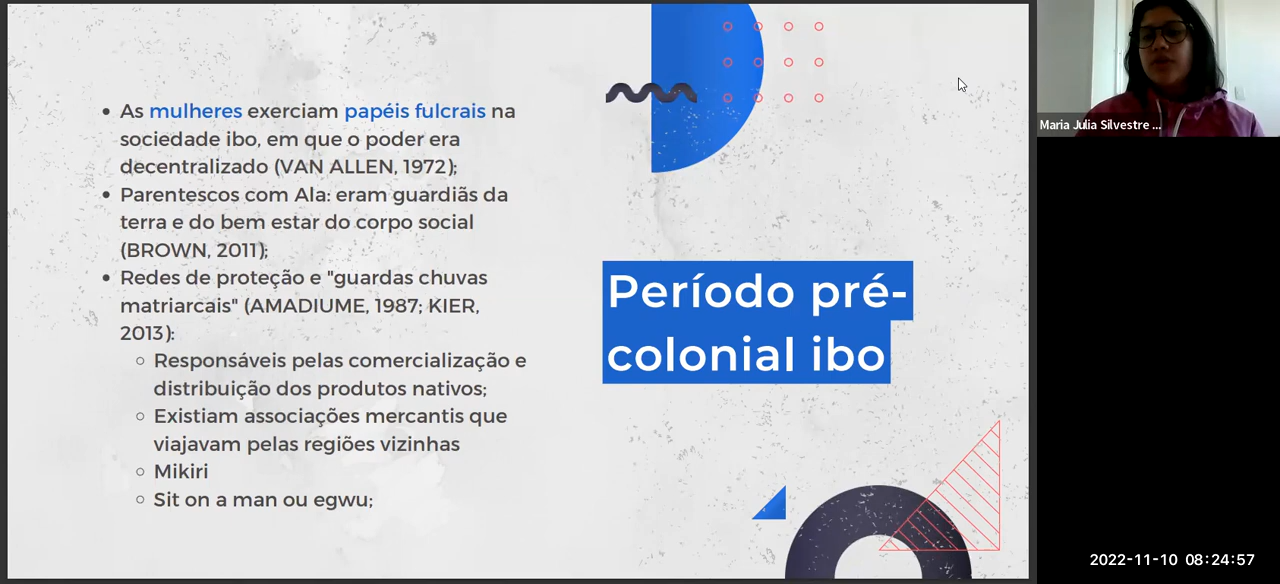 As mulheres exerciam papéis fulcrais na
sociedade ibo, em que o poder era
decentralizado (VAN ALLEN, 1972);
Parentescos com Ala: eram guardiãs da
terra e do bem estar do corpo social
(BROWN, 2011);
Redes de proteção e "guardas chuvas
matriarcais" (AMADIUME, 1987; KIER,
2013):
Responsáveis pelas comercialização e
distribuição dos produtos nativos;
Existiam associações mercantis que
viajavam pelas regiões vizinhas
Mikiri
Sit on a man ou egwu;
Período pré-
colonial ibo
Maria Julia Silvestre ...
2022-11-10 08:24:57